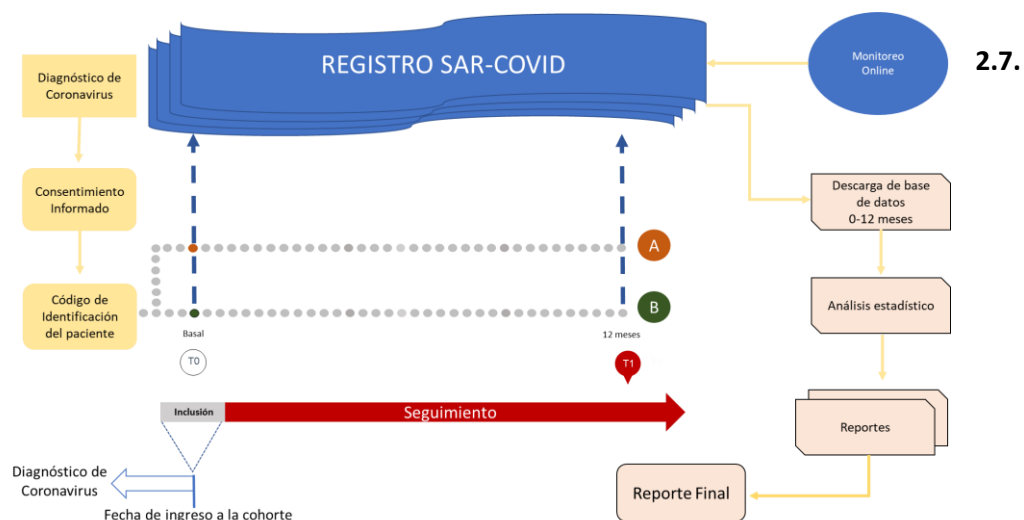 REGISTRO SAR-COVID
Monitoreo
Online
2.7.
Diagnóstico de
Coronavirus
Consentimiento
Informado
Código de
Identificación
del paciente
A
B
Basal
12 meses
T0
T1
Inclusión
Seguimiento
Diagnóstico de
Coronavirus
Fecha de ingreso a la cohorte
Descarga de base
de datos
0-12 meses
Análisis estadístico
Reportes
Reporte Final